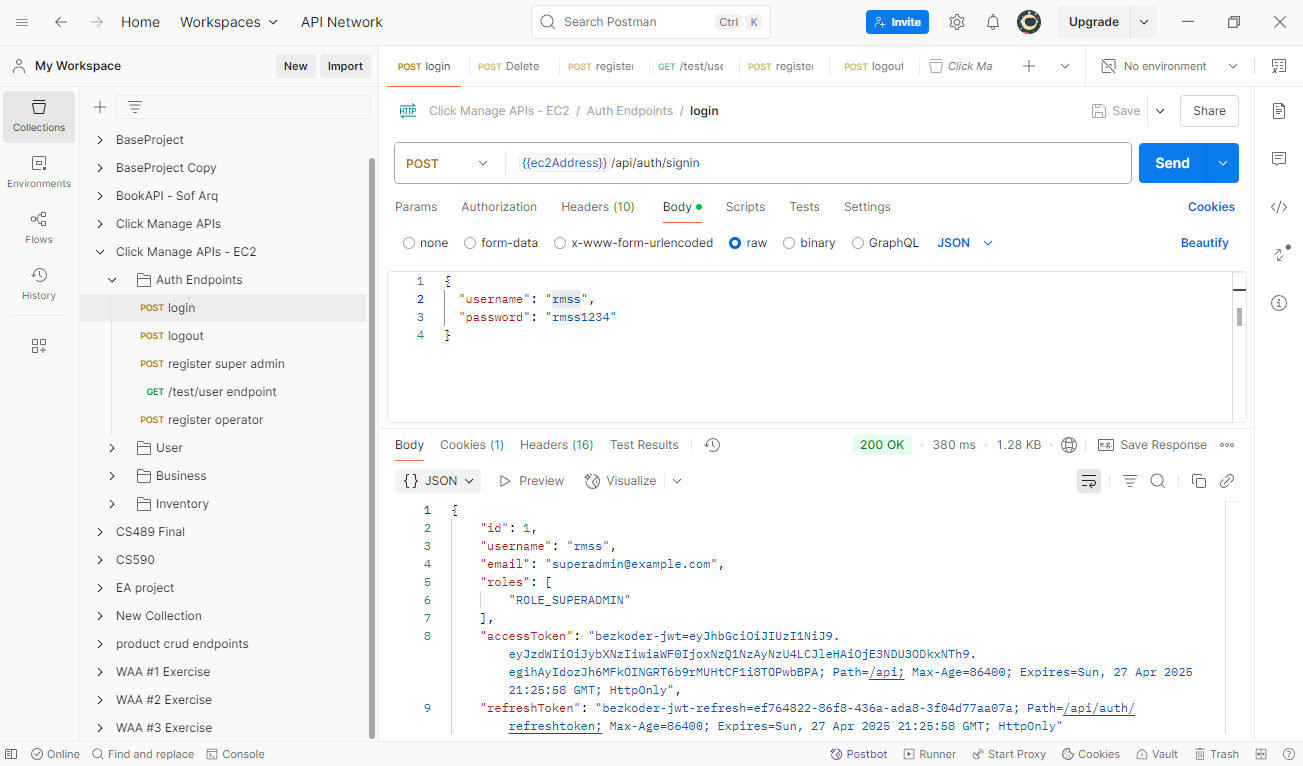 Home Workspaces API Network Search Postman Ctrl K Invite Upgrade
My Workspace New Import POST login POST Delete POST register GET /test/use POST register POST logout Click Ma No environment
Collections
Environments
Flows
History
BaseProject
BaseProject Copy
BookAPI - Sof Arq
Click Manage APIs
Click Manage APIs - EC2
Auth Endpoints
POST login
POST logout
POST register super admin
GET /test/user endpoint
POST register operator
User
Business
Inventory
CS489 Final
CS590
EA project
New Collection
product crud endpoints
WAA #1 Exercise
WAA #2 Exercise
WAA #3 Exercise
HTTP Click Manage APIs - EC2 / Auth Endpoints / login Save Share
POST {{ec2Address}} /api/auth/signin Send
Params Authorization Headers (10) Body Scripts Tests Settings Cookies
none form-data x-www-form-urlencoded raw binary GraphQL JSON Beautify
1 {
2 "username": "rmss",
3 "password": "rmss1234"
4 }
Body Cookies (1) Headers (16) Test Results 200 OK 380 ms 1.28 KB e.g. Save Response
{} JSON Preview Visualize
1 {
2 "id": 1,
3 "username": "rmss",
4 "email": "superadmin@example.com",
5 "roles": [
6 "ROLE_SUPERADMIN"
7 ],
8 "accessToken": "bezkoder-jwt=eyJhbGciOiJIUzI1NiJ9.
eyJzdWIiOiJybXNzIiwiaWF0IjoxNzQ1NzAyNzU4LCJleHAiOjE3NDU3ODkxNTh9.
egihAyIdozJh6MFkOINGRT6b9rMUHtCF1i8TOPwbBPA; Path=/api; Max-Age=86400; Expires=Sun, 27 Apr 2025
21:25:58 GMT; HttpOnly",
9 "refreshToken": "bezkoder-jwt-refresh=ef764822-86f8-436a-ada8-3f04d77aa07a; Path=/api/auth/
refreshtoken; Max-Age=86400; Expires=Sun, 27 Apr 2025 21:25:58 GMT; HttpOnly"
Online Find and replace Console Postbot Runner Start Proxy Cookies Vault Trash